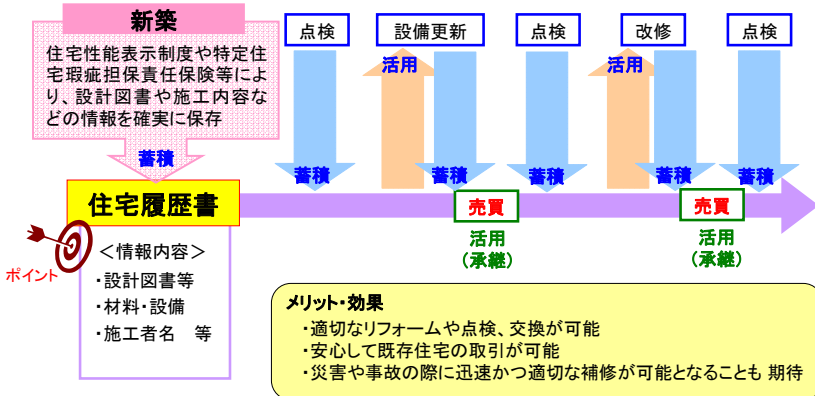 新築
住宅性能表示制度や特定住
宅瑕疵担保責任保険等によ
り、設計図書や施工内容な
どの情報を確実に保存
蓄積
点検
設備更新
点検
改修
点検
活用
活用
蓄積
蓄積
蓄積
蓄積
蓄積
住宅履歴書
売買
売買
活用
(承継)
活用
(承継)
ポイント
＜情報内容＞
・設計図書等
・材料・設備
・施工者名　等
メリット・効果
・適切なリフォームや点検、交換が可能
・安心して既存住宅の取引が可能
・災害や事故の際に迅速かつ適切な補修が可能となることも 期待